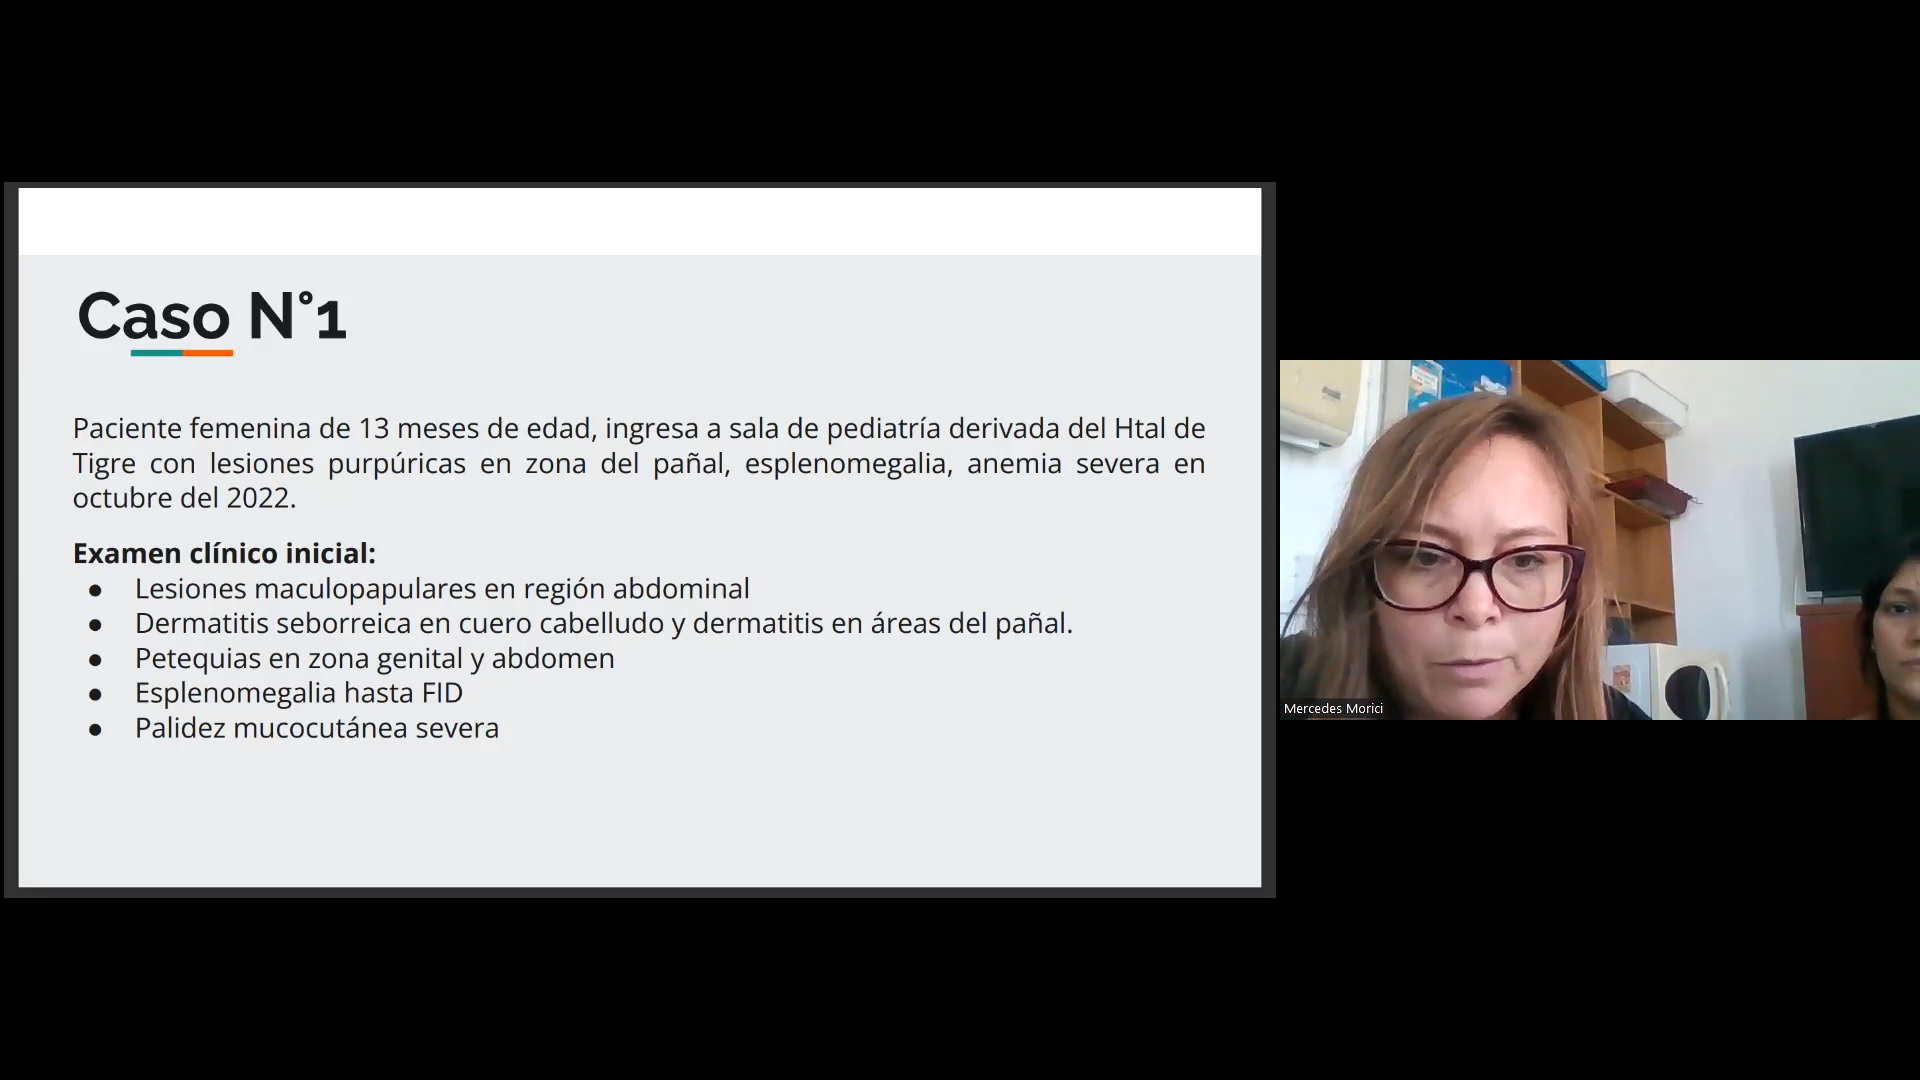 Caso N°1
Paciente femenina de 13 meses de edad, ingresa a sala de pediatría derivada del Htal de
Tigre con lesiones purpúricas en zona del pañal, esplenomegalia, anemia severa en
octubre del 2022.
Examen clínico inicial:
● Lesiones maculopapulares en región abdominal
● Dermatitis seborreica en cuero cabelludo y dermatitis en áreas del pañal.
● Petequias en zona genital y abdomen
● Esplenomegalia hasta FID
● Palidez mucocutánea severa
Mercedes Morici